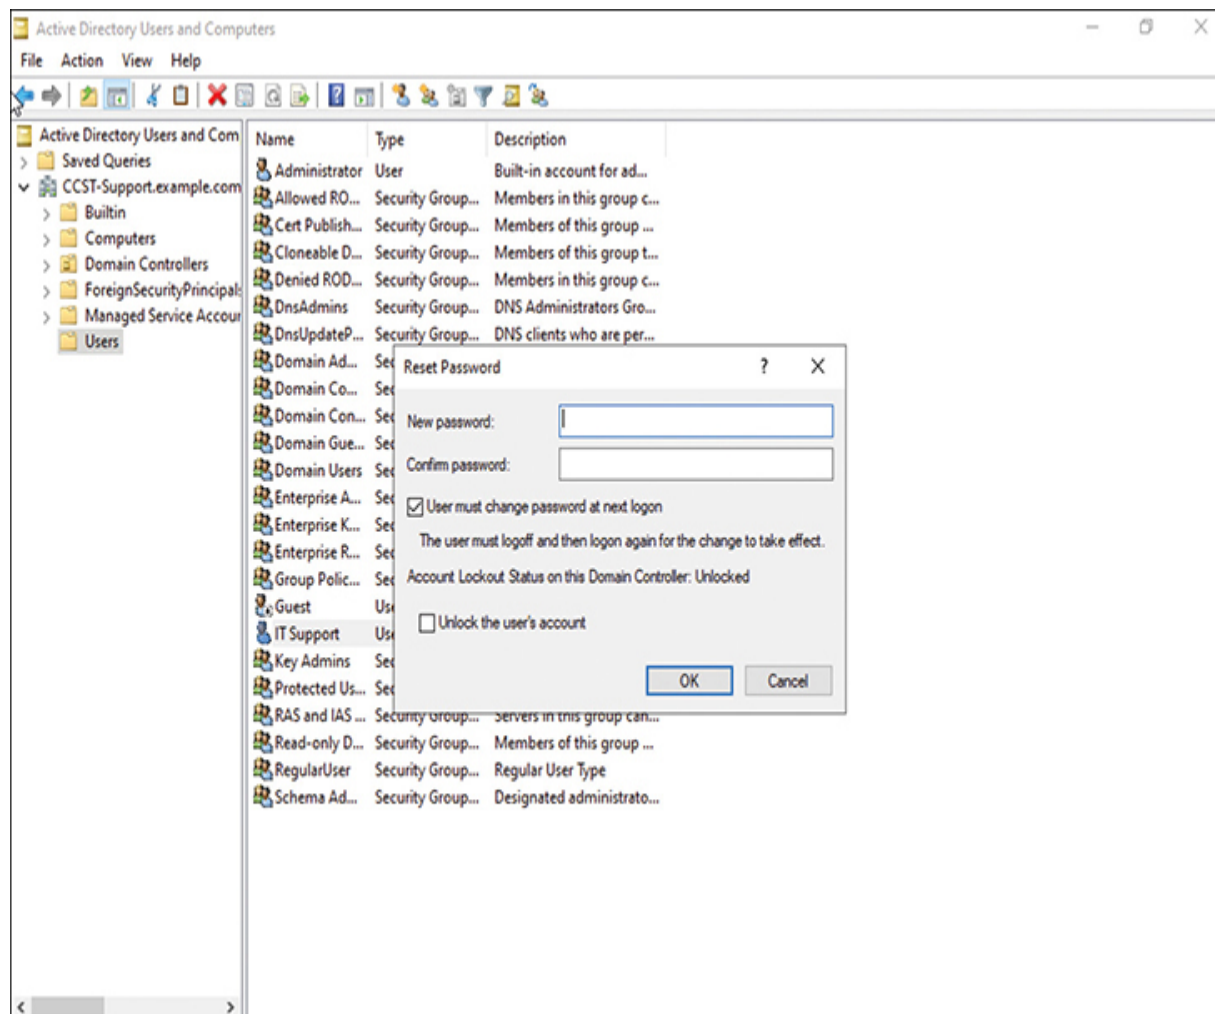 Active Directory Users and Computers
File Action View Help
Active Directory Users and Com
Saved Queries
CCST-Support.example.com
Builtin
Computers
Domain Controllers
ForeignSecurityPrincipals
Managed Service Accour
Users
Name Type Description
Administrator User Built-in account for ad...
Allowed RO... Security Group... Members in this group c...
Cert Publish... Security Group... Members of this group ...
Cloneable D... Security Group... Members of this group t...
Denied ROD... Security Group... Members in this group c...
DnsAdmins Security Group... DNS Administrators Gro...
DnsUpdateP... Security Group... DNS clients who are per...
Domain Ad... Sec
Domain Co... Sec
Domain Con... Sec
Domain Gue... Sec
Domain Users Sec
Enterprise A... Sec
Enterprise K... Sec
Enterprise R... Sec
Group Polic... Sec
Guest Use
IT Support Use
Key Admins Sec
Protected Us... Sec
RAS and IAS ... Security Group... Servers in this group can...
Read-only D... Security Group... Members of this group ...
RegularUser Security Group... Regular User Type
Schema Ad... Security Group... Designated administrato...
Reset Password ? X
New password:
Confirm password:
User must change password at next logon
The user must logoff and then logon again for the change to take effect.
Account Lockout Status on this Domain Controller: Unlocked
Unlock the user's account
OK Cancel